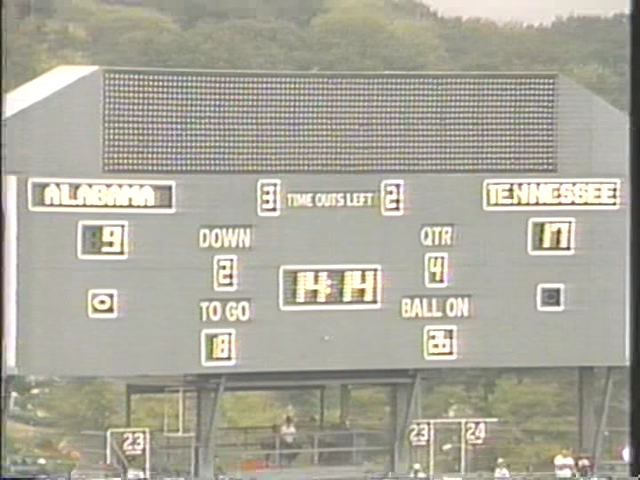 ALABAMA 3 TIME OUTS LEFT 2 TENNESSEE
9 DOWN QTR 17
2 14:14 4
TO GO BALL ON
18 26
23 23 24